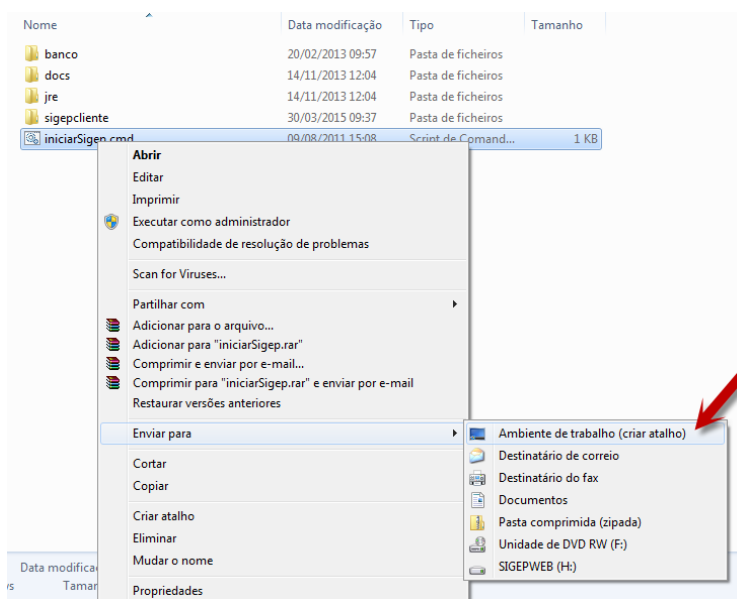 Nome Data modificação Tipo Tamanho
banco 20/02/2013 09:57 Pasta de ficheiros
docs 14/11/2013 12:04 Pasta de ficheiros
jre 14/11/2013 12:04 Pasta de ficheiros
sigepcliente 30/03/2015 09:37 Pasta de ficheiros
iniciarSigep.cmd 09/08/2011 15:08 Script de Comand... 1 KB
Abrir
Editar
Imprimir
Executar como administrador
Compatibilidade de resolução de problemas
Scan for Viruses...
Partilhar com
Adicionar para o arquivo...
Adicionar para "iniciarSigep.rar"
Comprimir e enviar por e-mail...
Comprimir para "iniciarSigep.rar" e enviar por e-mail
Restaurar versões anteriores
Enviar para
Cortar
Copiar
Criar atalho
Eliminar
Mudar o nome
Propriedades
Ambiente de trabalho (criar atalho)
Destinatário de correio
Destinatário do fax
Documentos
Pasta comprimida (zipada)
Unidade de DVD RW (F:)
SIGEPWEB (H:)
Data modifica
Tamar